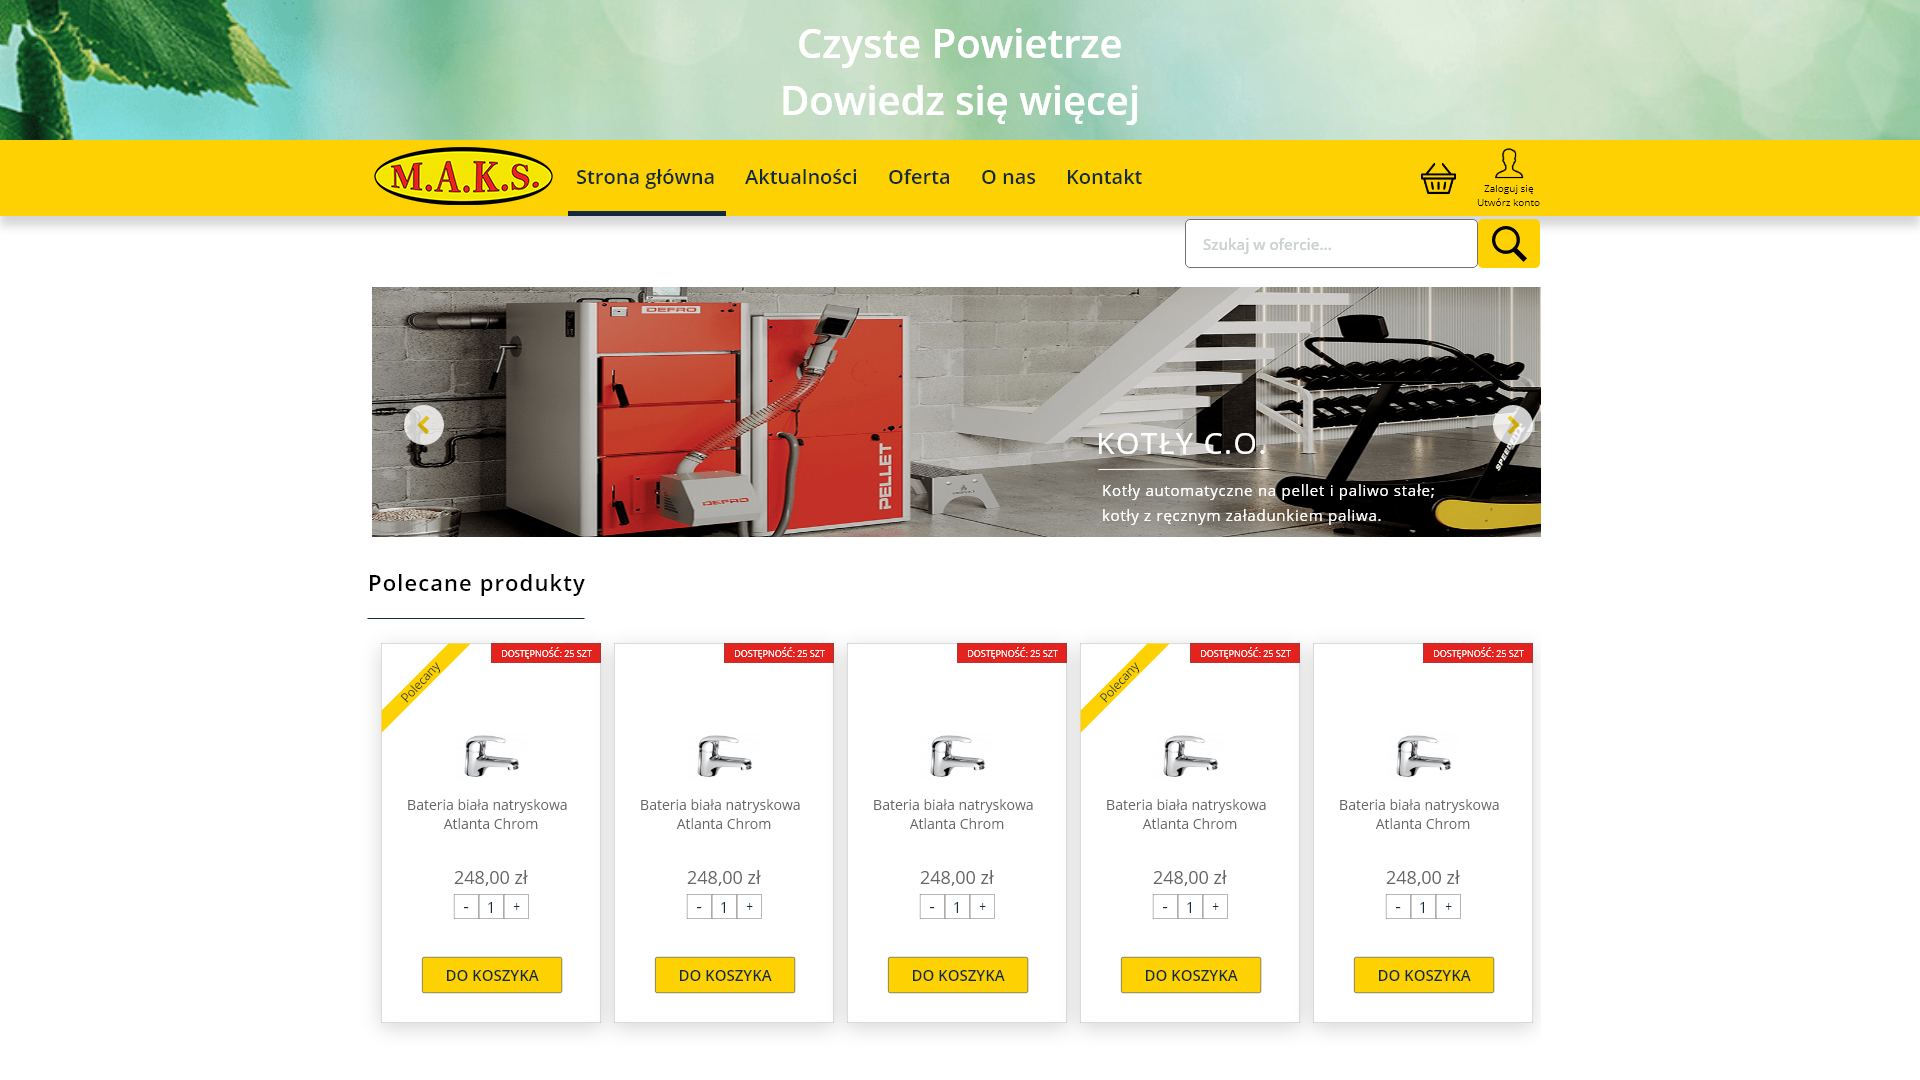 Czyste Powietrze
Dowiedz się więcej
M.A.K.S.
Strona główna
Aktualności
Oferta
O nas
Kontakt
Zaloguj się
Utwórz konto
Szukaj w ofercie...
DEFRO
DEFRO
PELLET
KOTŁY C.O.
Kotły automatyczne na pellet i paliwo stałe;
kotły z ręcznym załadunkiem paliwa.
Polecane produkty
Polecany
DOSTĘPNOŚĆ: 25 SZT
Bateria biała natryskowa
Atlanta Chrom
248,00 zł
- 1 +
DO KOSZYKA
DOSTĘPNOŚĆ: 25 SZT
Bateria biała natryskowa
Atlanta Chrom
248,00 zł
- 1 +
DO KOSZYKA
DOSTĘPNOŚĆ: 25 SZT
Bateria biała natryskowa
Atlanta Chrom
248,00 zł
- 1 +
DO KOSZYKA
Polecany
DOSTĘPNOŚĆ: 25 SZT
Bateria biała natryskowa
Atlanta Chrom
248,00 zł
- 1 +
DO KOSZYKA
DOSTĘPNOŚĆ: 25 SZT
Bateria biała natryskowa
Atlanta Chrom
248,00 zł
- 1 +
DO KOSZYKA